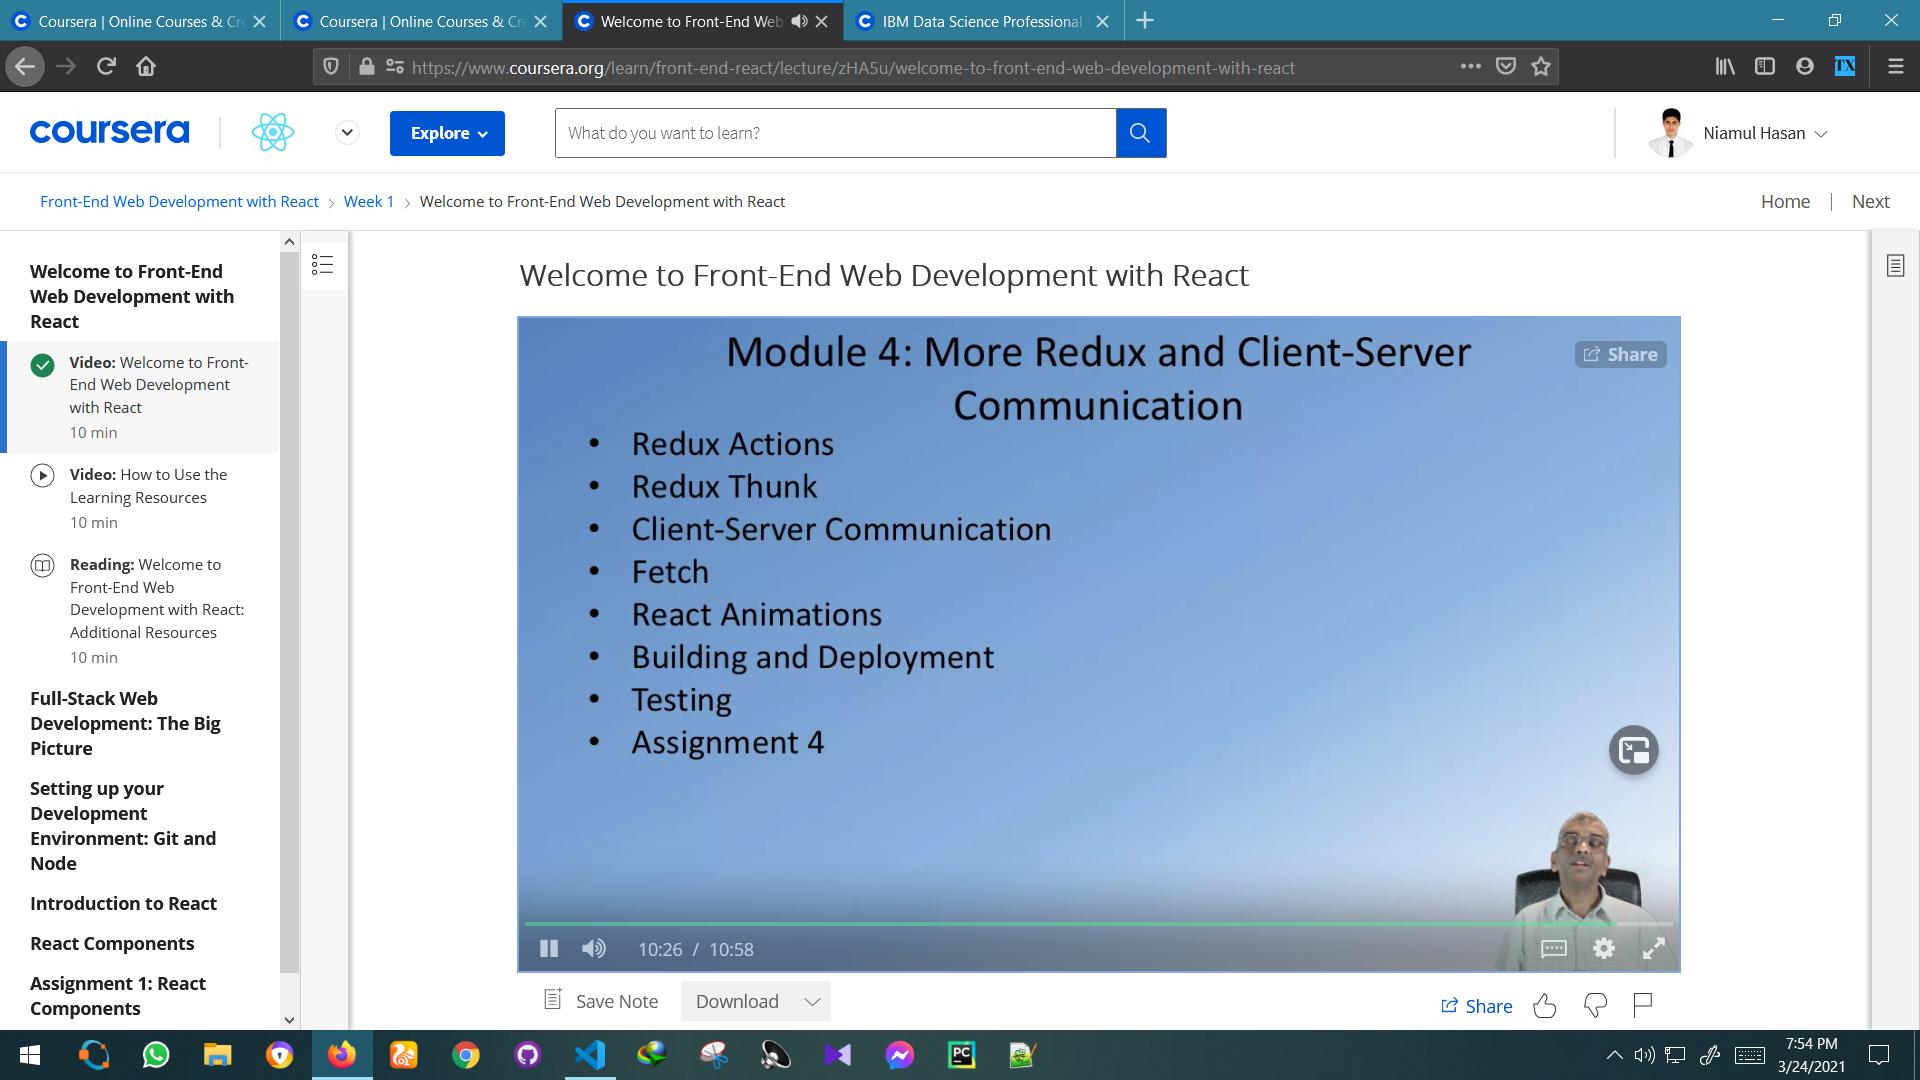 Coursera | Online Courses & Cre
Coursera | Online Courses & Cre
Welcome to Front-End Web
IBM Data Science Professional
https://www.coursera.org/learn/front-end-react/lecture/zHA5u/welcome-to-front-end-web-development-with-react
TX
coursera
Explore
What do you want to learn?
Niamul Hasan
Front-End Web Development with React > Week 1 > Welcome to Front-End Web Development with React
Home | Next
Welcome to Front-End
Web Development with
React
Video: Welcome to Front-
End Web Development
with React
10 min
Video: How to Use the
Learning Resources
10 min
Reading: Welcome to
Front-End Web
Development with React:
Additional Resources
10 min
Full-Stack Web
Development: The Big
Picture
Setting up your
Development
Environment: Git and
Node
Introduction to React
React Components
Assignment 1: React
Components
Welcome to Front-End Web Development with React
Module 4: More Redux and Client-Server
Communication
Share
• Redux Actions
• Redux Thunk
• Client-Server Communication
• Fetch
• React Animations
• Building and Deployment
• Testing
• Assignment 4
10:26 / 10:58
Save Note
Download
Share
PC
7:54 PM
3/24/2021